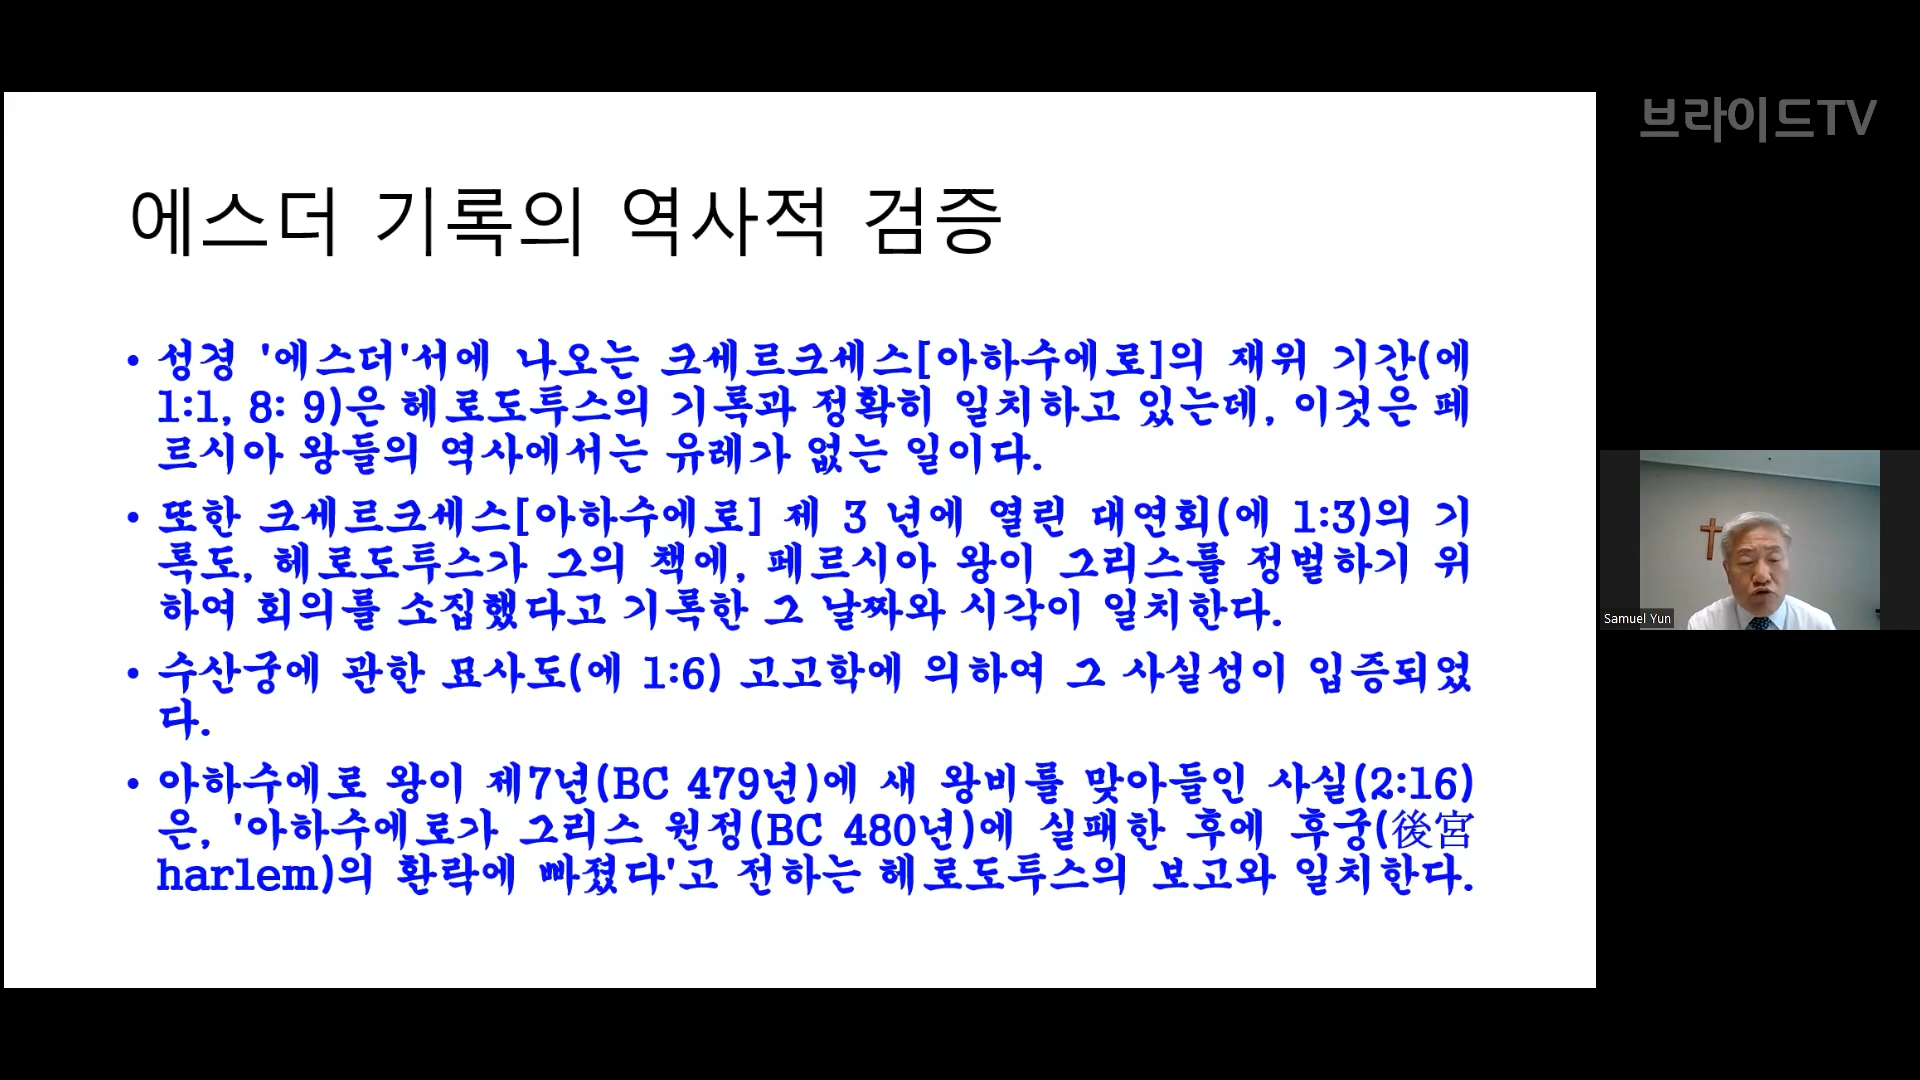 브라이드TV
에스더 기록의 역사적 검증
• 성경 '에스더'서에 나오는 크세르크세스[아하수에로]의 재위 기간(에
1:1, 8: 9)은 헤로도투스의 기록과 정확히 일치하고 있는데, 이것은 페
르시아 왕들의 역사에서는 유레가 없는 일이다.
• 또한 크세르크세스[아하수에로] 제 3 년에 열린 대연회(에 1:3)의 기
록도, 헤로도투스가 그의 책에, 페르시아 왕이 그리스를 정벌하기 위
하여 회의를 소집했다고 기록한 그 날짜와 시각이 일치한다.
• 수산궁에 관한 묘사도(에 1:6) 고고학에 의하여 그 사실성이 입증되었
다.
• 아하수에로 왕이 제7년(BC 479년)에 새 왕비를 맞아들인 사실(2:16)
은, '아하수에로가 그리스 원정(BC 480년)에 실패한 후에 후궁(後宮
harlem)의 환락에 빠졌다'고 전하는 헤로도투스의 보고와 일치한다.
Samuel Yun